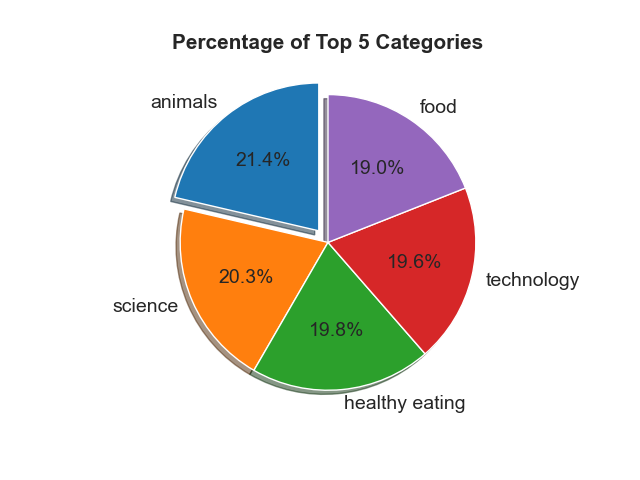 Percentage of Top 5 Categories
animals
food
21.4%
19.0%
19.6%
technology
20.3%
science
19.8%
healthy eating